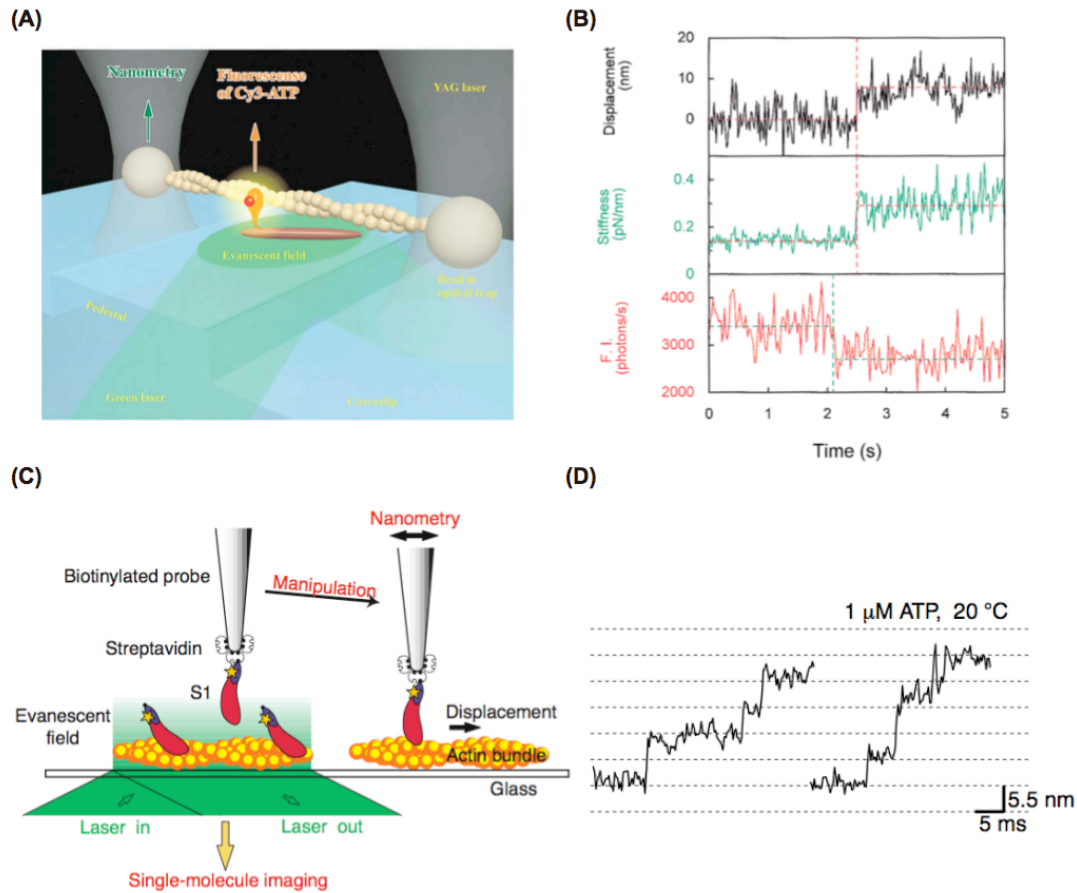 (A)
Nanometry
Fluorescense
of Cy3-ATP
YAG laser
Evanescent field
Bead in
optical trap
Pedestal
Green laser
Coverslip
(B)
20
10
0
Displacement
(nm)
0.4
0.2
0
Stiffness
(pN/nm)
4000
3000
2000
F. I.
(photons/s)
0 1 2 3 4 5
Time (s)
(C)
Nanometry
Biotinylated probe
Manipulation
Streptavidin
S1
Evanescent
field
Displacement
Actin bundle
Glass
Laser in
Laser out
Single-molecule imaging
(D)
1 μM ATP, 20 °C
5.5 nm
5 ms